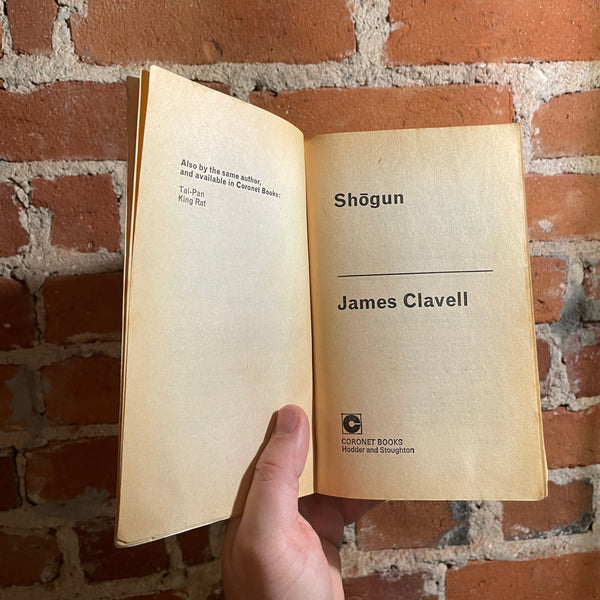 Also by the same author,
and available in Coronet Books:
Tai-Pan
King Rat
Shōgun
James Clavell
CORONET BOOKS
Hodder and Stoughton